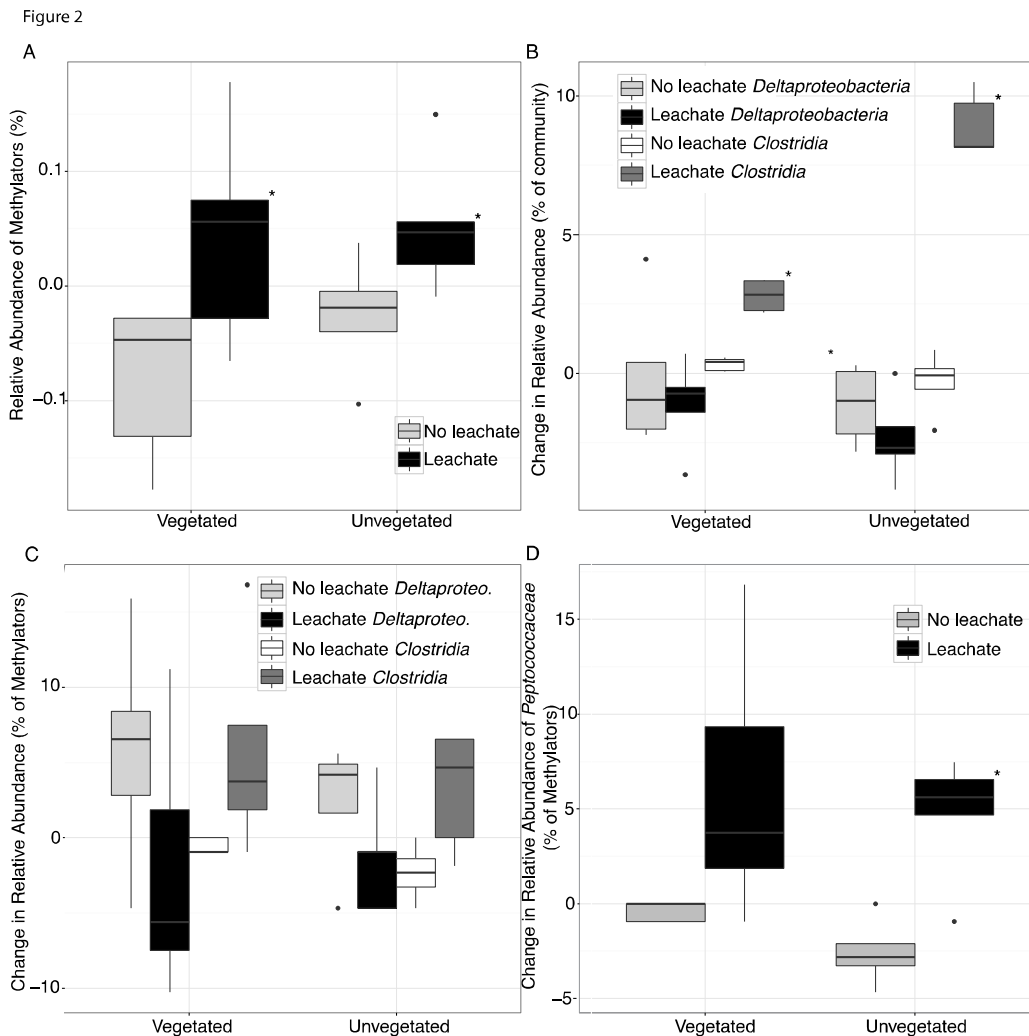 Figure 2
A
Relative Abundance of Methylators (%)
0.1
0.0
−0.1
*
*
No leachate
Leachate
Vegetated
Unvegetated
B
Change in Relative Abundance (% of community)
10
5
0
No leachate Deltaproteobacteria
Leachate Deltaproteobacteria
No leachate Clostridia
Leachate Clostridia
*
*
*
Vegetated
Unvegetated
C
Change in Relative Abundance (% of Methylators)
10
0
−10
No leachate Deltaproteo.
Leachate Deltaproteo.
No leachate Clostridia
Leachate Clostridia
Vegetated
Unvegetated
D
Change in Relative Abundance of Peptococcaceae
(% of Methylators)
15
10
5
0
−5
No leachate
Leachate
*
Vegetated
Unvegetated